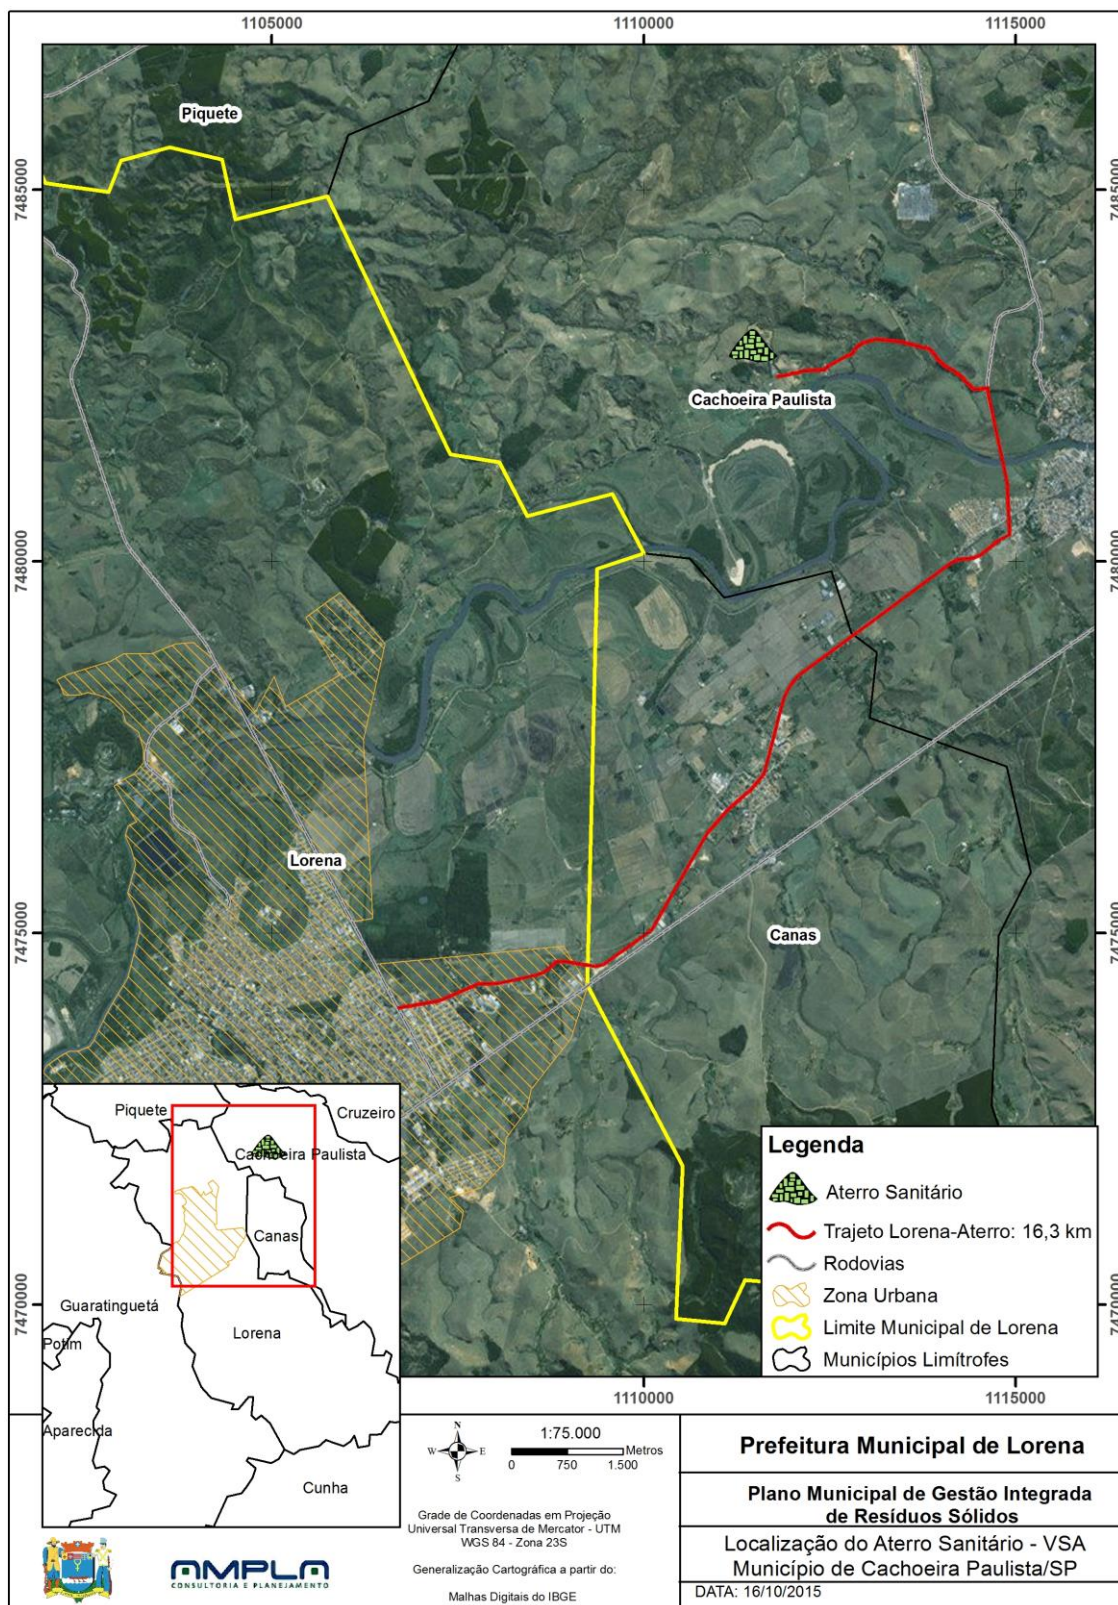 1105000
1110000
1115000
Piquete
7485000
7485000
Cachoeira Paulista
7480000
7480000
Lorena
7475000
7475000
Canas
Piquete
Cruzeiro
Cachoeira Paulista
Canas
Guaratinguetá
Lorena
Potim
Aparecida
Cunha
Legenda
Aterro Sanitário
Trajeto Lorena-Aterro: 16,3 km
Rodovias
Zona Urbana
Limite Municipal de Lorena
Municípios Limítrofes
7470000
7470000
1110000
1115000
N
W
E
S
1:75.000
Metros
0 750 1.500
Grade de Coordenadas em Projeção
Universal Transversa de Mercator - UTM
WGS 84 - Zona 23S
Generalização Cartográfica a partir do:
Malhas Digitais do IBGE
AMPLA
CONSULTORIA E PLANEJAMENTO
Prefeitura Municipal de Lorena
Plano Municipal de Gestão Integrada
de Resíduos Sólidos
Localização do Aterro Sanitário - VSA
Município de Cachoeira Paulista/SP
DATA: 16/10/2015